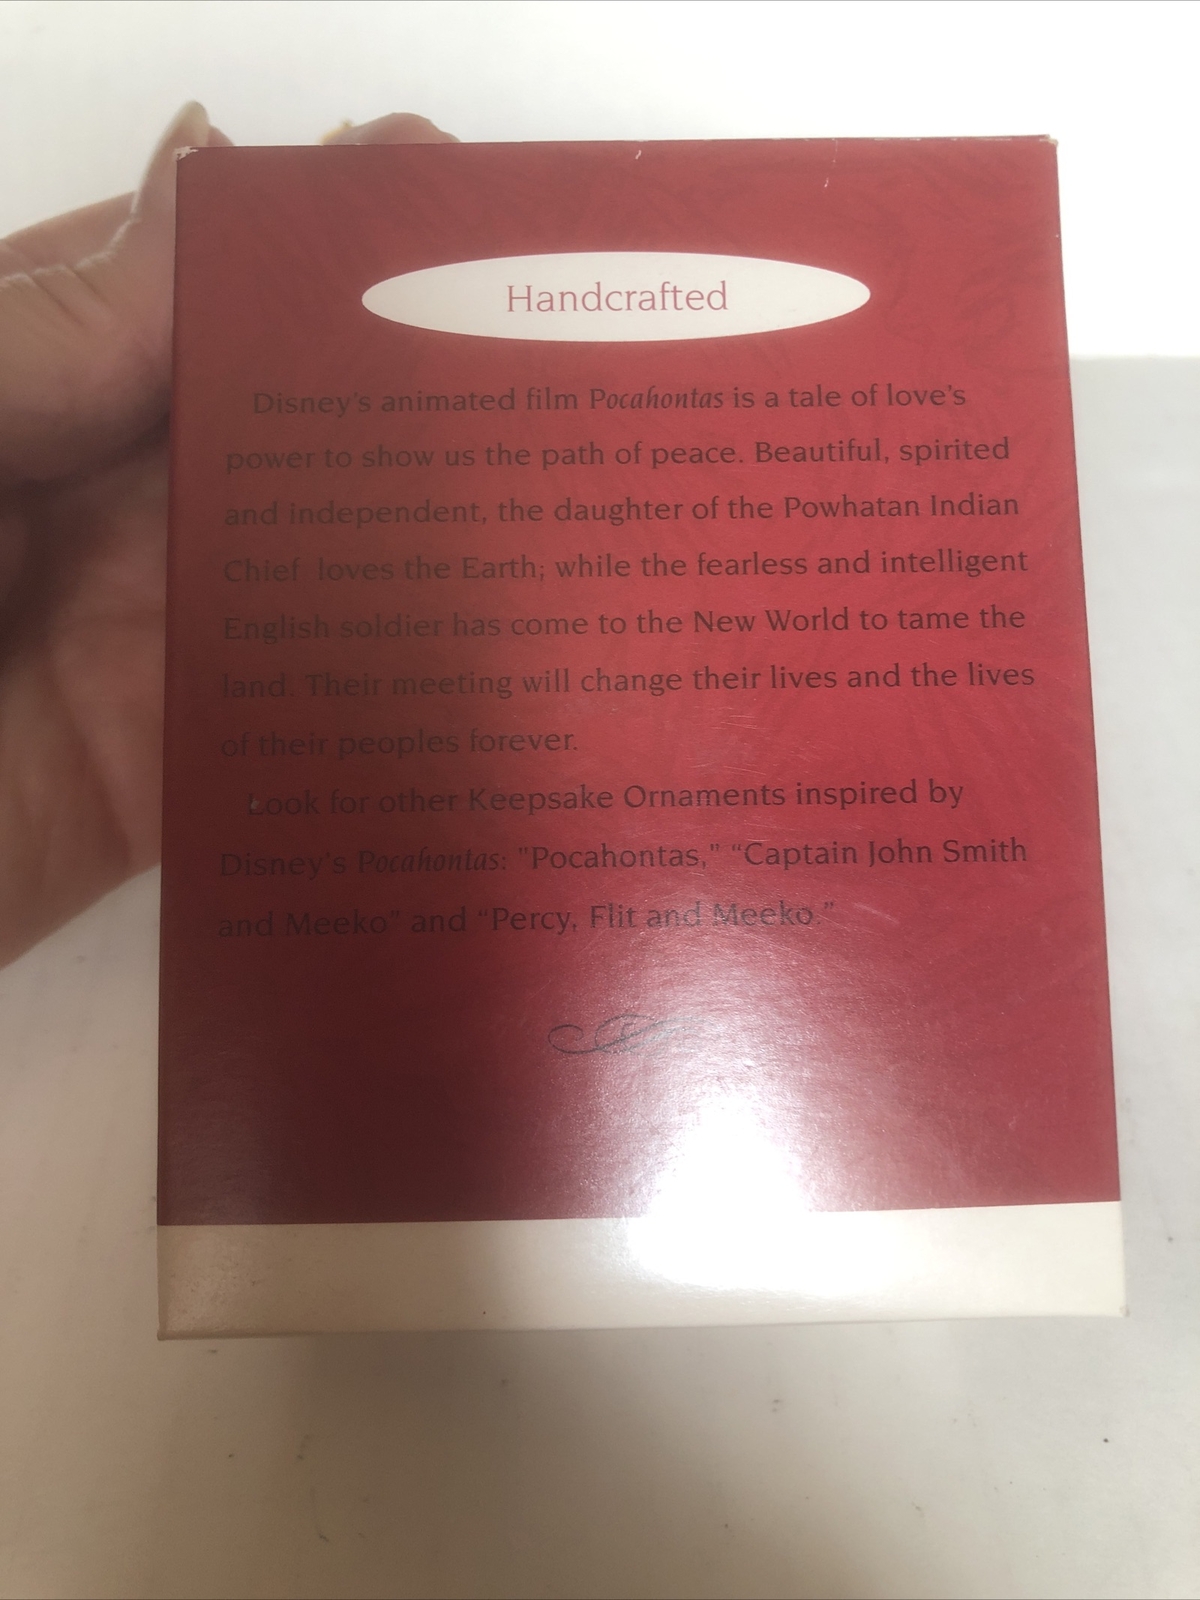 Handcrafted
Disney's animated film Pocahontas is a tale of love's
power to show us the path of peace. Beautiful, spirited
and independent, the daughter of the Powhatan Indian
Chief loves the Earth; while the fearless and intelligent
English soldier has come to the New World to tame the
land. Their meeting will change their lives and the lives
of their peoples forever.
Look for other Keepsake Ornaments inspired by
Disney's Pocahontas: "Pocahontas," “Captain John Smith
and Meeko” and “Percy, Flit and Meeko.”